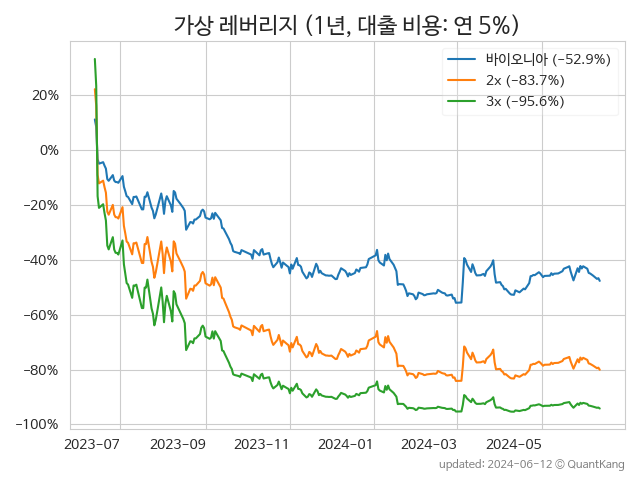 가상 레버리지 (1년, 대출 비용: 연 5%)
바이오니아 (−52.9%)
2x (−83.7%)
3x (−95.6%)
20%
0%
−20%
−40%
−60%
−80%
−100%
2023-07 2023-09 2023-11 2024-01 2024-03 2024-05
updated: 2024-06-12 © QuantKang